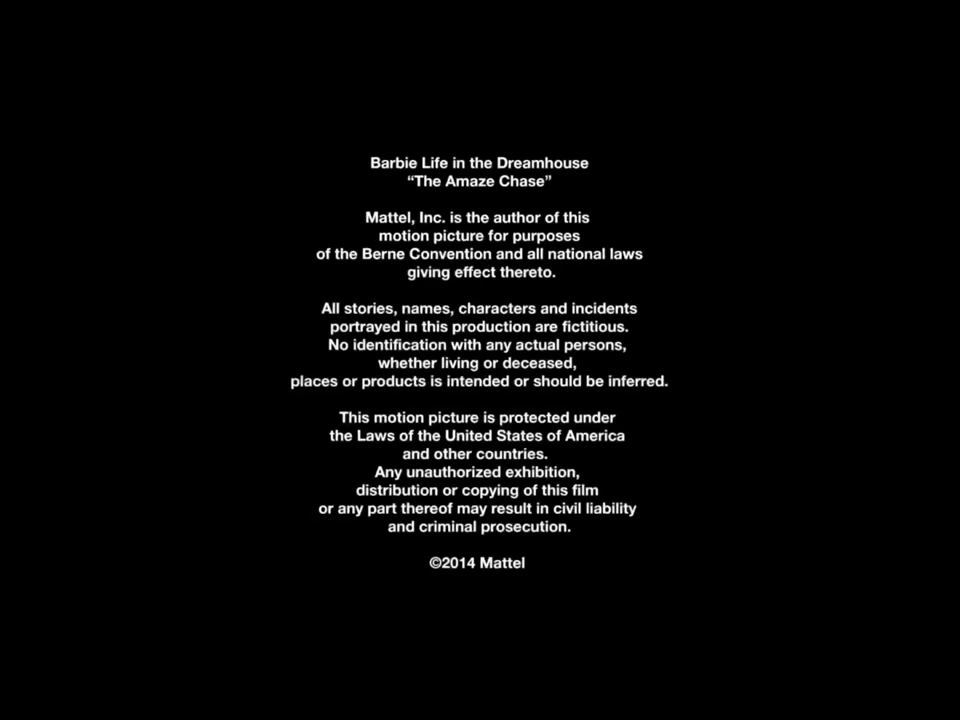 Barbie Life in the Dreamhouse
“The Amaze Chase”
Mattel, Inc. is the author of this
motion picture for purposes
of the Berne Convention and all national laws
giving effect thereto.
All stories, names, characters and incidents
portrayed in this production are fictitious.
No identification with any actual persons,
whether living or deceased,
places or products is intended or should be inferred.
This motion picture is protected under
the Laws of the United States of America
and other countries.
Any unauthorized exhibition,
distribution or copying of this film
or any part thereof may result in civil liability
and criminal prosecution.
©2014 Mattel